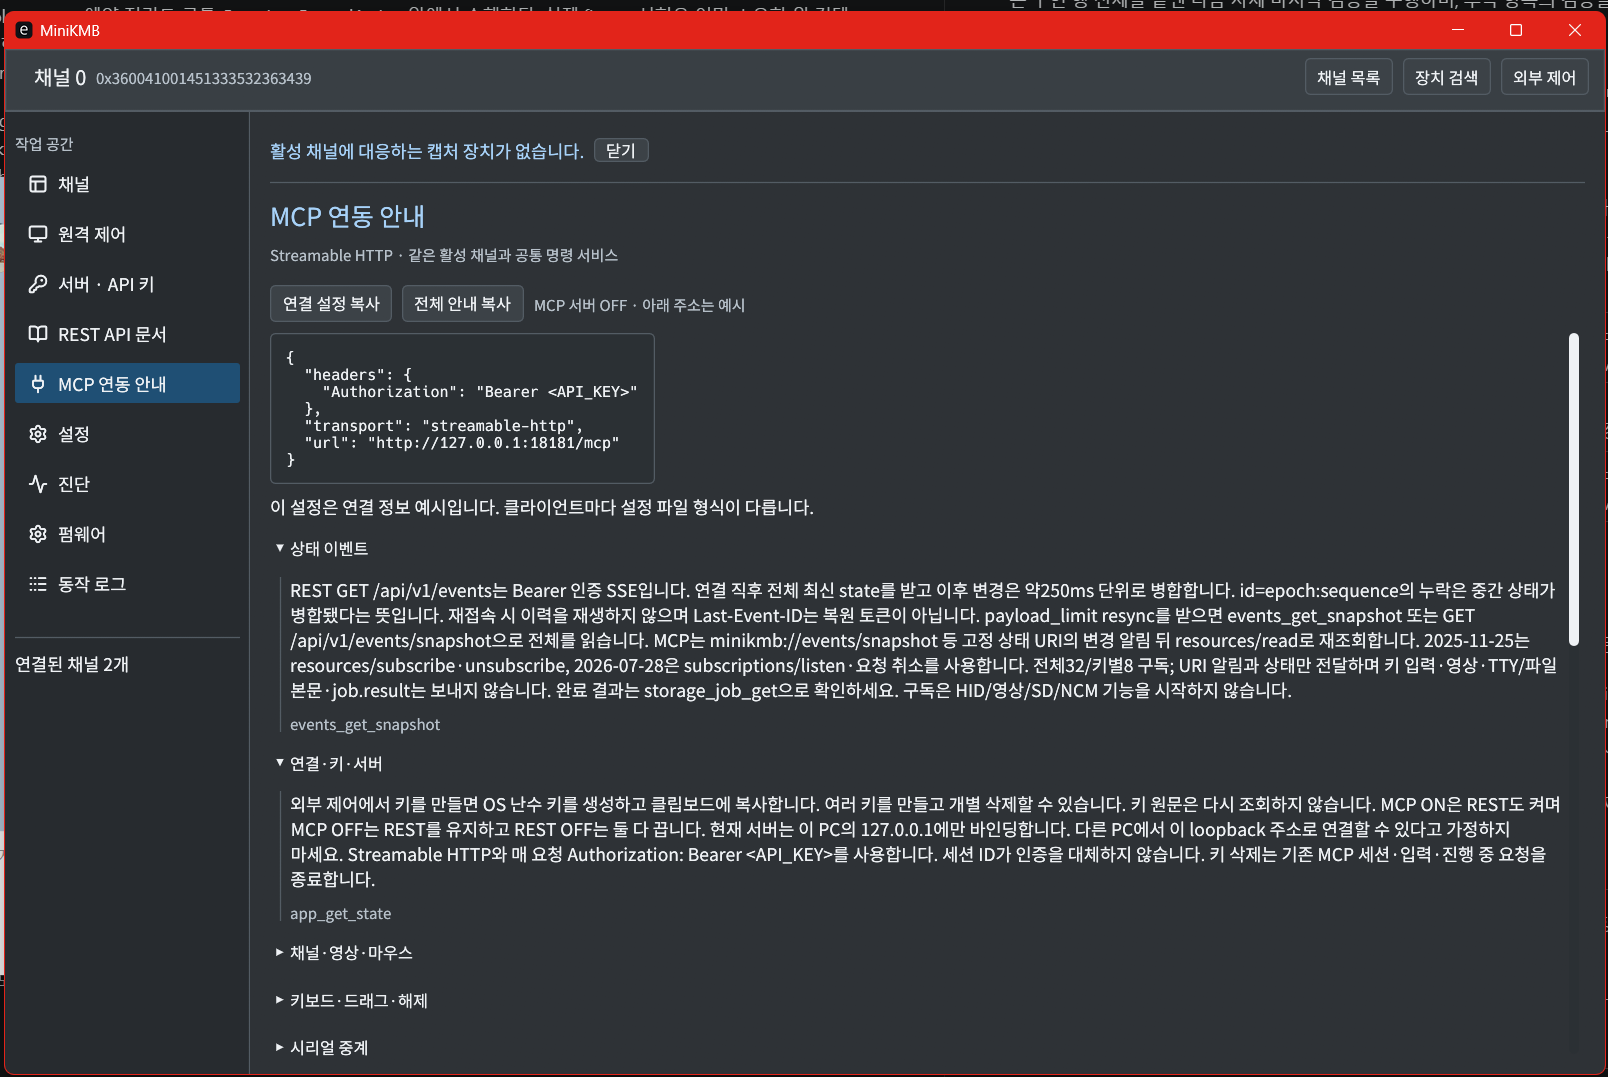 MiniKMB
채널 0 0x360041001451333532363439
채널 목록 장치 검색 외부 제어
작업 공간
채널
원격 제어
서버 · API 키
REST API 문서
MCP 연동 안내
설정
진단
펌웨어
동작 로그
연결된 채널 2개
활성 채널에 대응하는 캡처 장치가 없습니다. 닫기
MCP 연동 안내
Streamable HTTP · 같은 활성 채널과 공통 명령 서비스
연결 설정 복사 전체 안내 복사 MCP 서버 OFF · 아래 주소는 예시
{
"headers": {
"Authorization": "Bearer <API_KEY>"
},
"transport": "streamable-http",
"url": "http://127.0.0.1:18181/mcp"
}
이 설정은 연결 정보 예시입니다. 클라이언트마다 설정 파일 형식이 다릅니다.
▼ 상태 이벤트
REST GET /api/v1/events는 Bearer 인증 SSE입니다. 연결 직후 전체 최신 state를 받고 이후 변경은 약250ms 단위로 병합합니다. id=epoch:sequence의 누락은 중간 상태가
병합됐다는 뜻입니다. 재접속 시 이력을 재생하지 않으며 Last-Event-ID는 복원 토큰이 아닙니다. payload_limit resync를 받으면 events_get_snapshot 또는 GET
/api/v1/events/snapshot으로 전체를 읽습니다. MCP는 minikmb://events/snapshot 등 고정 상태 URI의 변경 알림 뒤 resources/read로 재조회합니다. 2025-11-25는
resources/subscribe·unsubscribe, 2026-07-28은 subscriptions/listen·요청 취소를 사용합니다. 전체32/키별8 구독; URI 알림과 상태만 전달하며 키 입력·영상·TTY/파일
본문·job.result는 보내지 않습니다. 완료 결과는 storage_job_get으로 확인하세요. 구독은 HID/영상/SD/NCM 기능을 시작하지 않습니다.
events_get_snapshot
▼ 연결·키·서버
외부 제어에서 키를 만들면 OS 난수 키를 생성하고 클립보드에 복사합니다. 여러 키를 만들고 개별 삭제할 수 있습니다. 키 원문은 다시 조회하지 않습니다. MCP ON은 REST도 켜며
MCP OFF는 REST를 유지하고 REST OFF는 둘 다 끕니다. 현재 서버는 이 PC의 127.0.0.1에만 바인딩합니다. 다른 PC에서 이 loopback 주소로 연결할 수 있다고 가정하지
마세요. Streamable HTTP와 매 요청 Authorization: Bearer <API_KEY>를 사용합니다. 세션 ID가 인증을 대체하지 않습니다. 키 삭제는 기존 MCP 세션·입력·진행 중 요청을
종료합니다.
app_get_state
▸ 채널·영상·마우스
▸ 키보드·드래그·해제
▸ 시리얼 중계